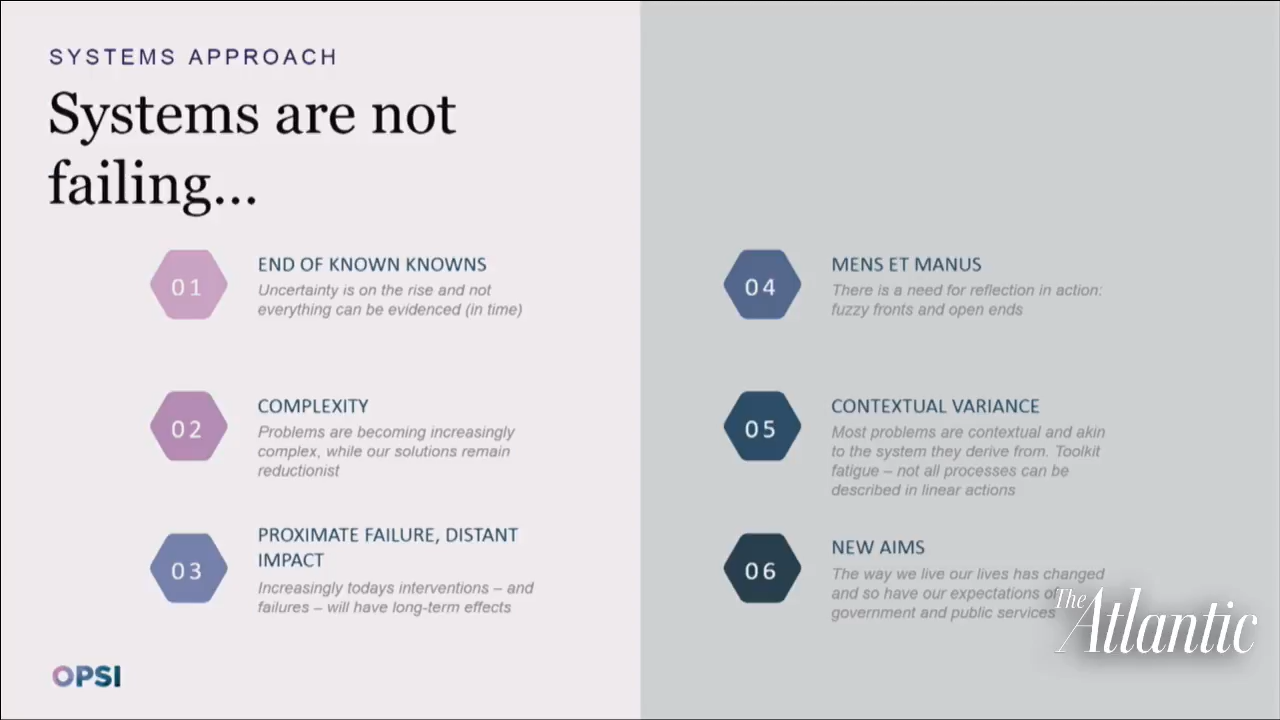 SYSTEMS APPROACH
Systems are not
failing...
01
END OF KNOWN KNOWNS
Uncertainty is on the rise and not
everything can be evidenced (in time)
02
COMPLEXITY
Problems are becoming increasingly
complex, while our solutions remain
reductionist
03
PROXIMATE FAILURE, DISTANT
IMPACT
Increasingly todays interventions – and
failures – will have long-term effects
04
MENS ET MANUS
There is a need for reflection in action:
fuzzy fronts and open ends
05
CONTEXTUAL VARIANCE
Most problems are contextual and akin
to the system they derive from. Toolkit
fatigue – not all processes can be
described in linear actions
06
NEW AIMS
The way we live our lives has changed
and so have our expectations of
government and public services
OPSI
The Atlantic